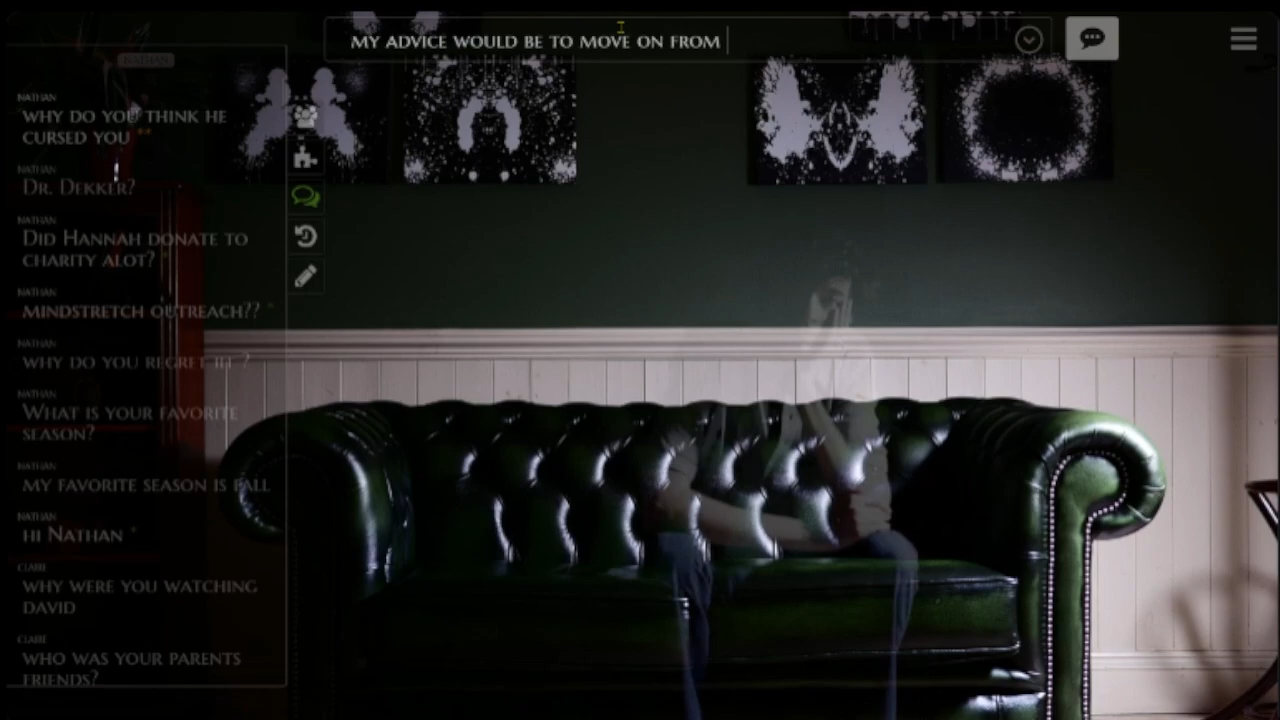 MY ADVICE WOULD BE TO MOVE ON FROM
NATHAN
NATHAN
WHY DO YOU THINK HE
CURSED YOU **
NATHAN
DR. DEKKER?
NATHAN
DID HANNAH DONATE TO
CHARITY ALOT? *
NATHAN
MINDSTRETCH OUTREACH?? *
NATHAN
WHY DO YOU REGRET IT ?
NATHAN
WHAT IS YOUR FAVORITE
SEASON?
NATHAN
MY FAVORITE SEASON IS FALL
NATHAN
HI NATHAN *
CLAIRE
WHY WERE YOU WATCHING
DAVID
CLAIRE
WHO WAS YOUR PARENTS
FRIENDS?